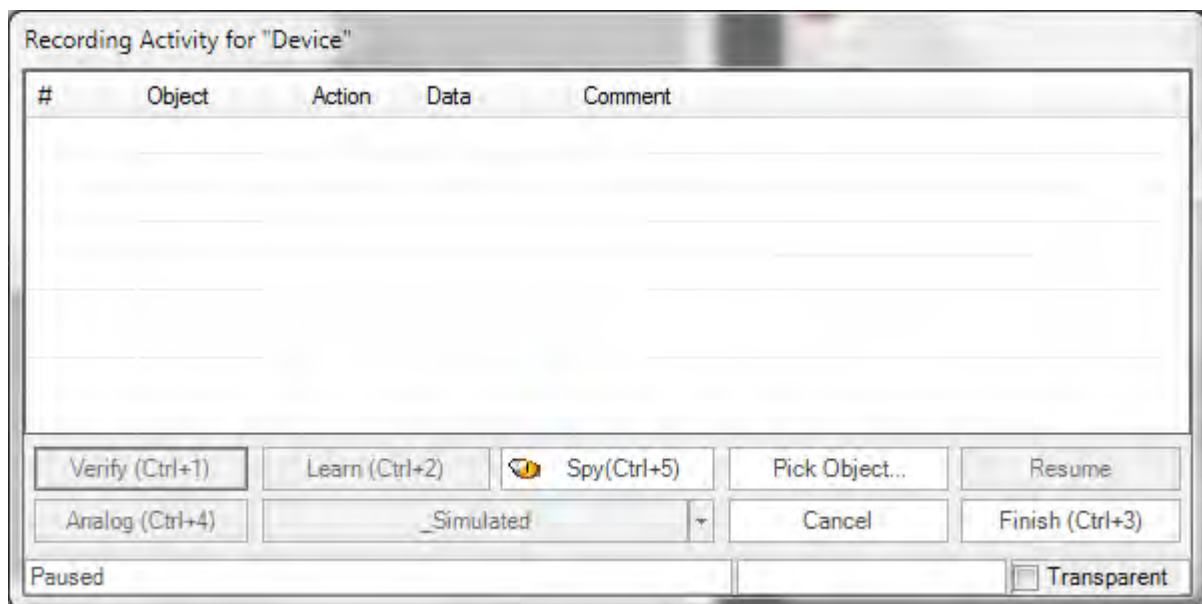 Recording Activity for "Device"
# Object Action Data Comment
Verify (Ctrl+1) Learn (Ctrl+2) Spy(Ctrl+5) Pick Object... Resume
Analog (Ctrl+4) _Simulated Cancel Finish (Ctrl+3)
Paused Transparent